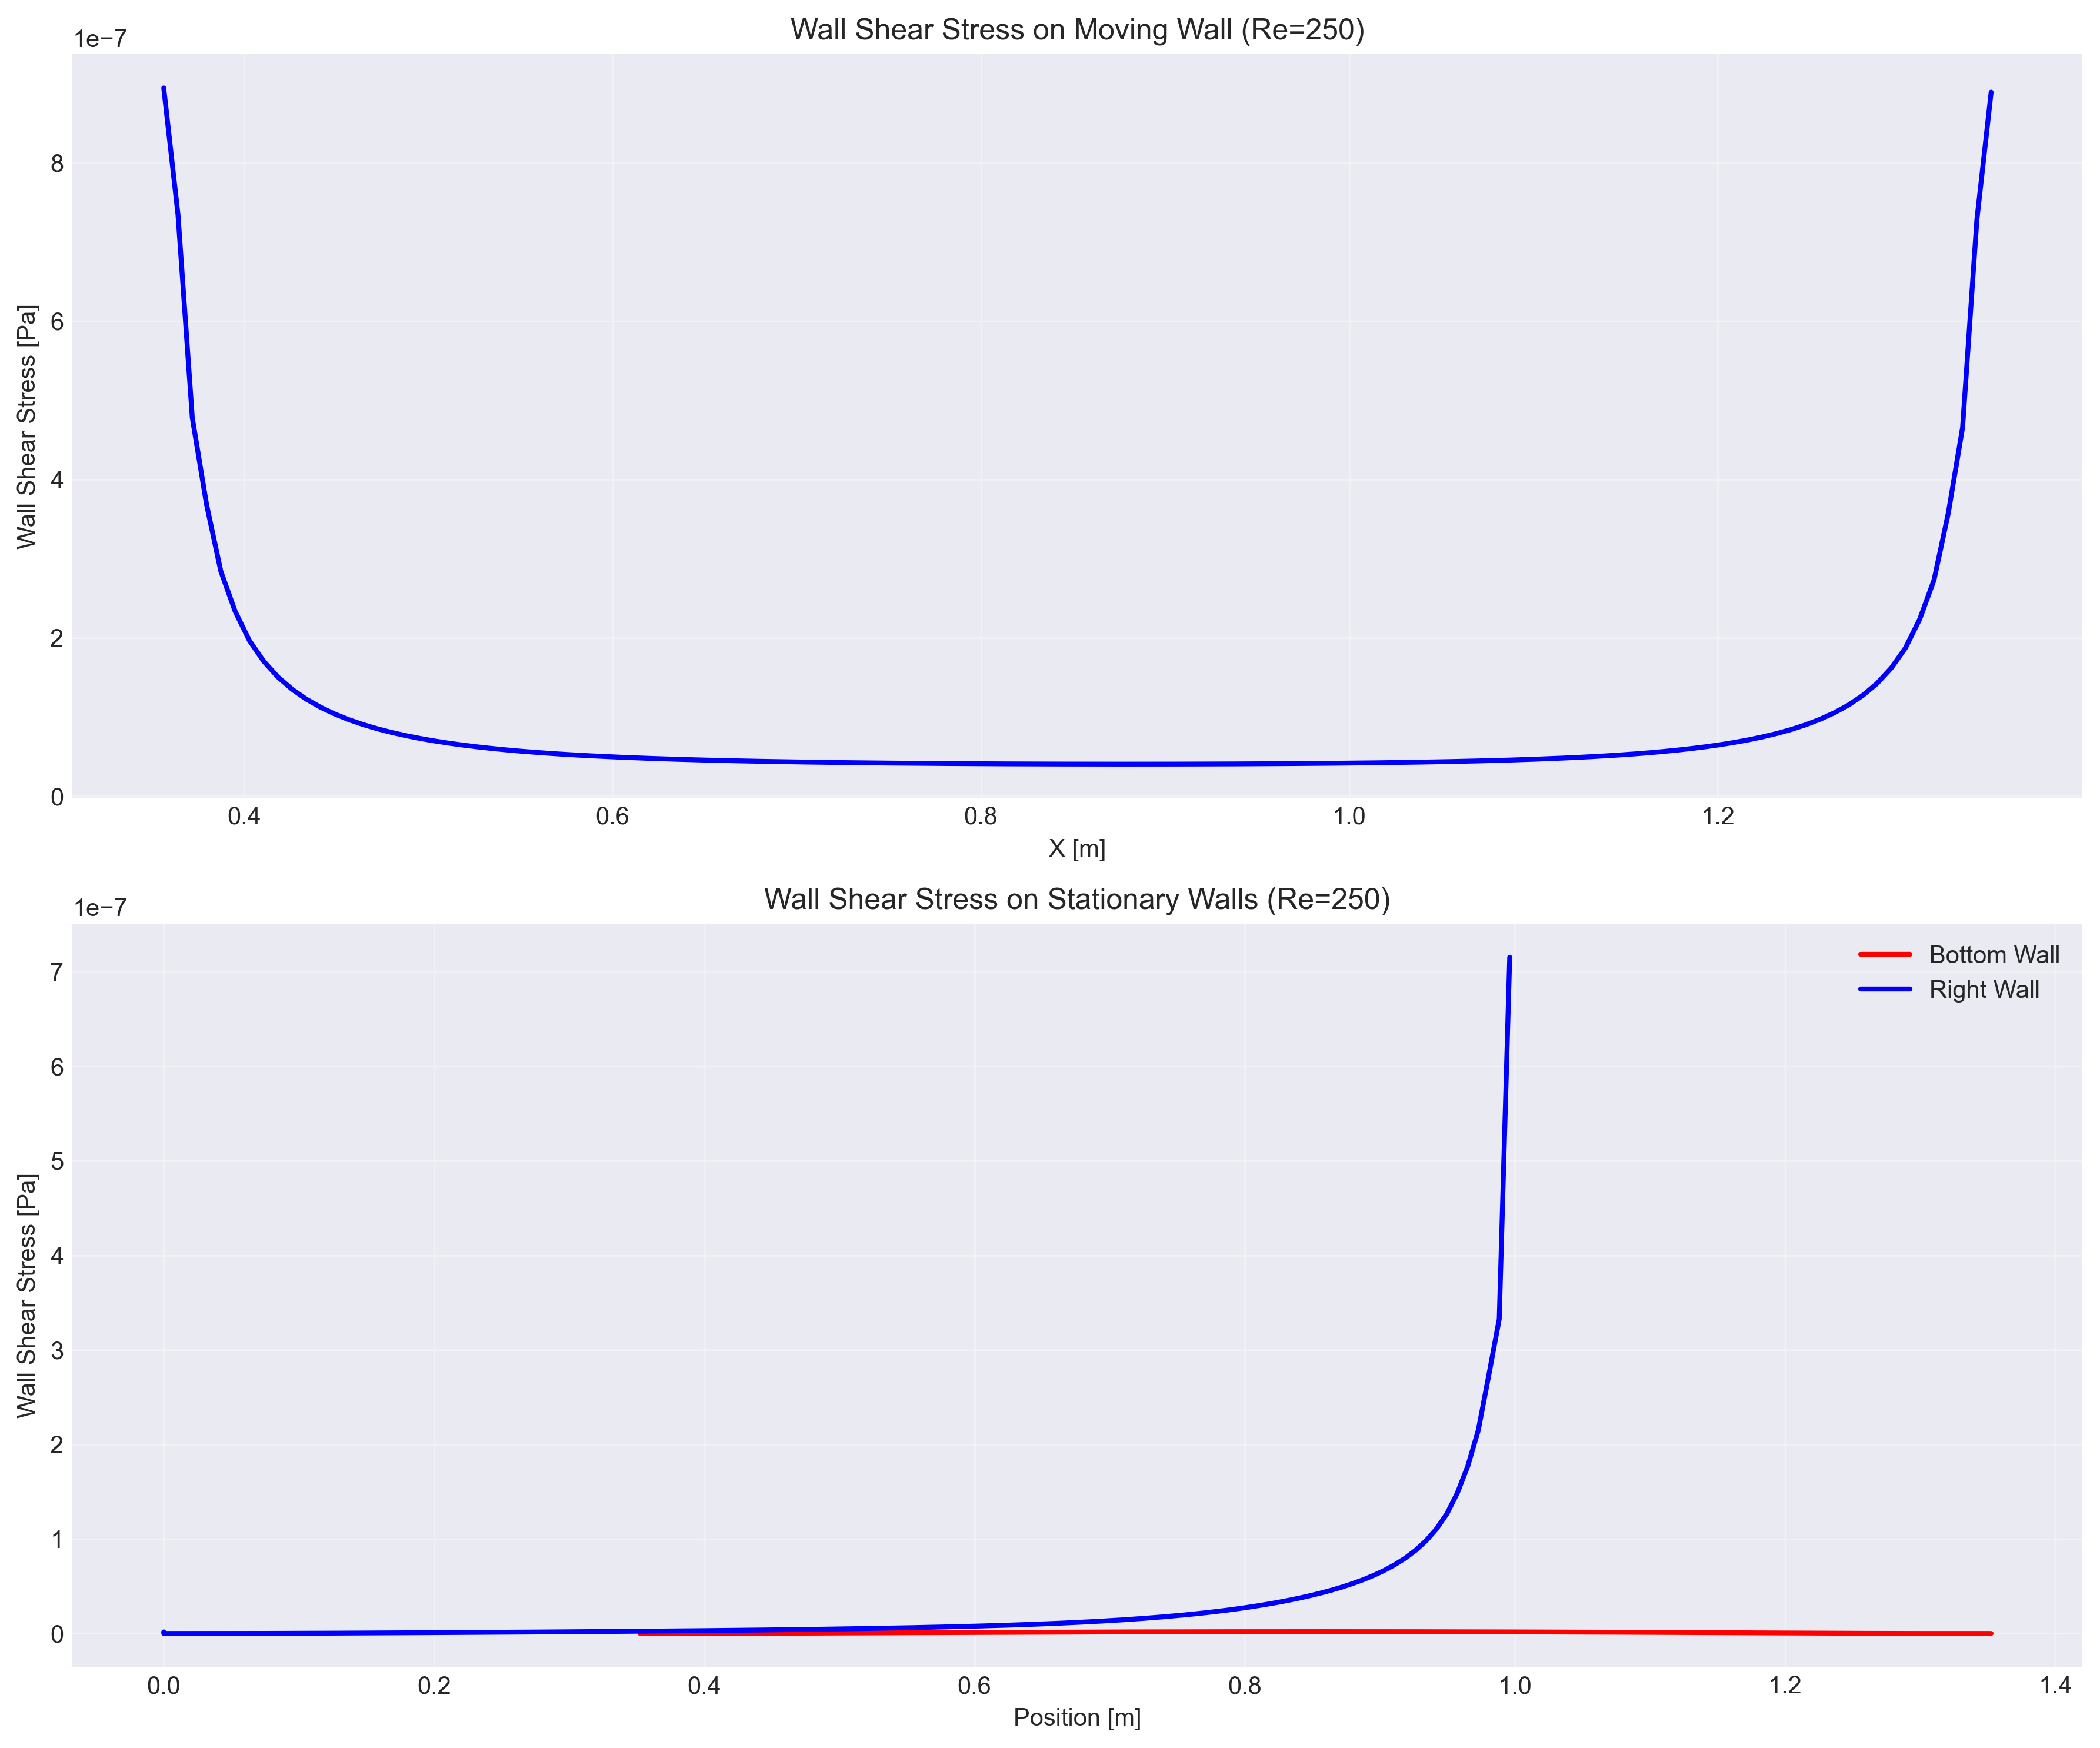 Wall Shear Stress on Moving Wall (Re=250)
1e−7
Wall Shear Stress [Pa]
8
6
4
2
0
0.4 0.6 0.8 1.0 1.2
X [m]
Wall Shear Stress on Stationary Walls (Re=250)
1e−7
Bottom Wall
Right Wall
Wall Shear Stress [Pa]
7
6
5
4
3
2
1
0
0.0 0.2 0.4 0.6 0.8 1.0 1.2 1.4
Position [m]